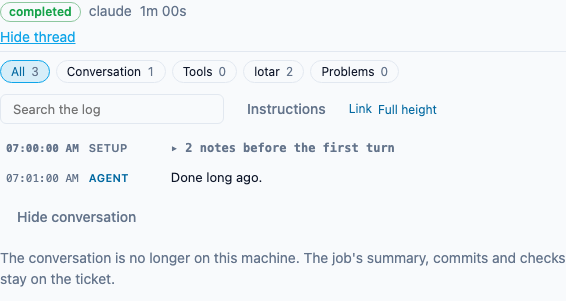 completed claude 1m 00s
Hide thread
All 3 Conversation 1 Tools 0 Iotar 2 Problems 0
Search the log Instructions Link Full height
07:00:00 AM SETUP ▸ 2 notes before the first turn
07:01:00 AM AGENT Done long ago.
Hide conversation
The conversation is no longer on this machine. The job's summary, commits and checks
stay on the ticket.